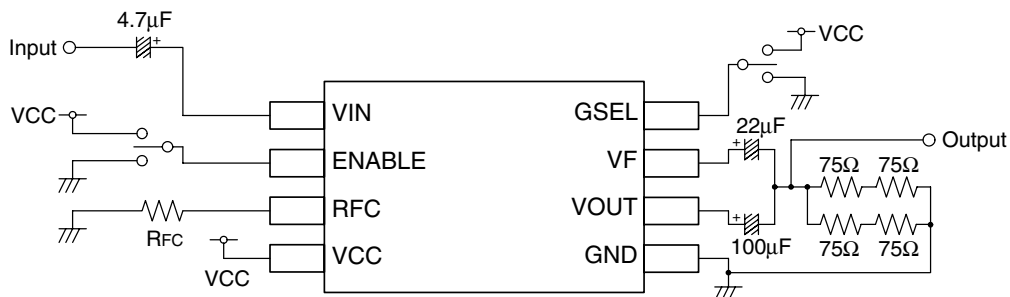 4.7μF
+
Input
VCC
VIN
GSEL
VCC
22μF
+
Output
ENABLE
VF
75Ω 75Ω
RFC
RFC
VOUT
+
100μF
75Ω 75Ω
VCC
VCC
GND